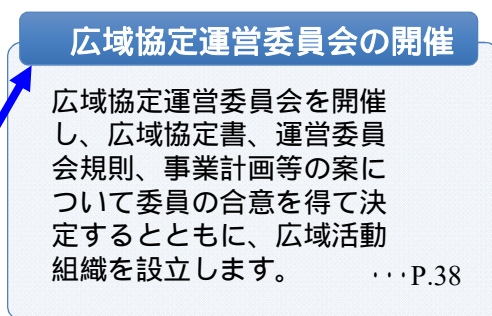 広域協定運営委員会の開催
広域協定運営委員会を開催
し、広域協定書、運営委員
会規則、事業計画等の案に
ついて委員の合意を得て決
定するとともに、広域活動
組織を設立します。 ···P.38